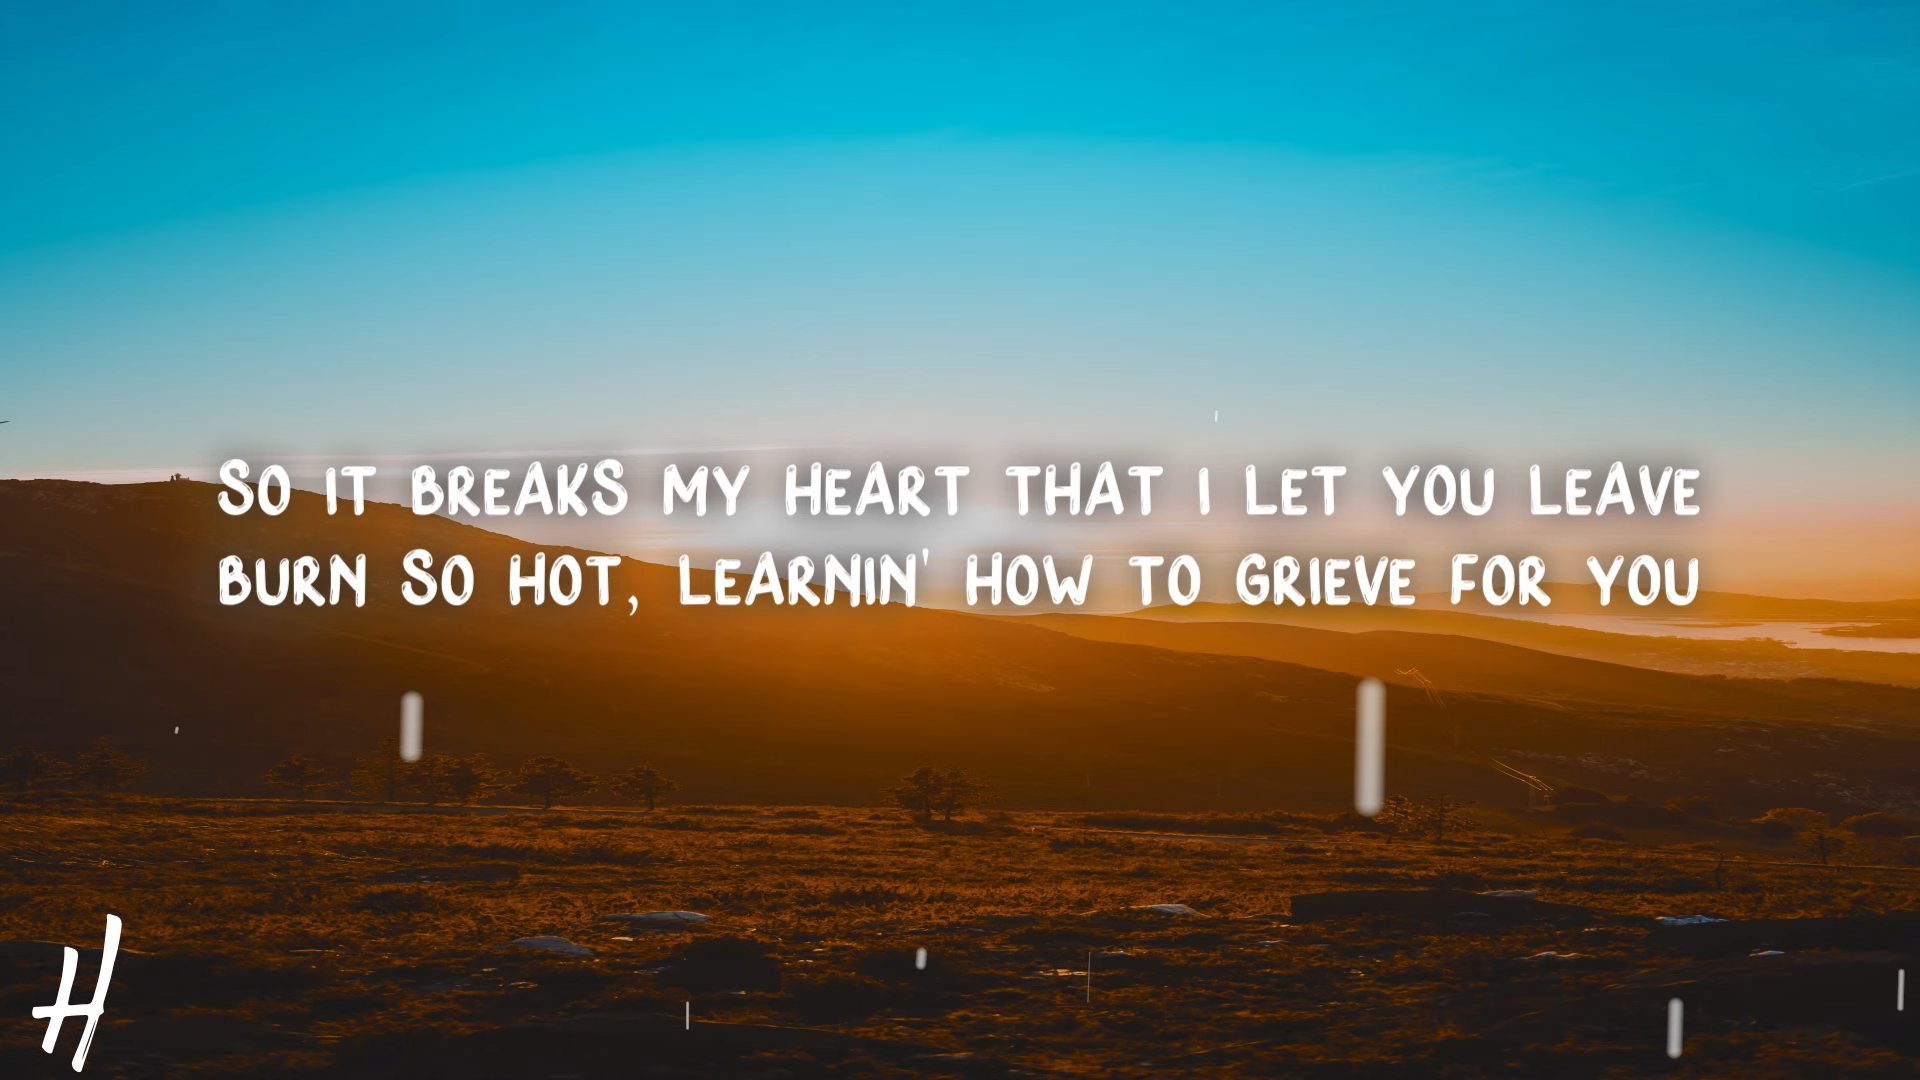 SO IT BREAKS MY HEART THAT I LET YOU LEAVE
BURN SO HOT, LEARNIN' HOW TO GRIEVE FOR YOU
H